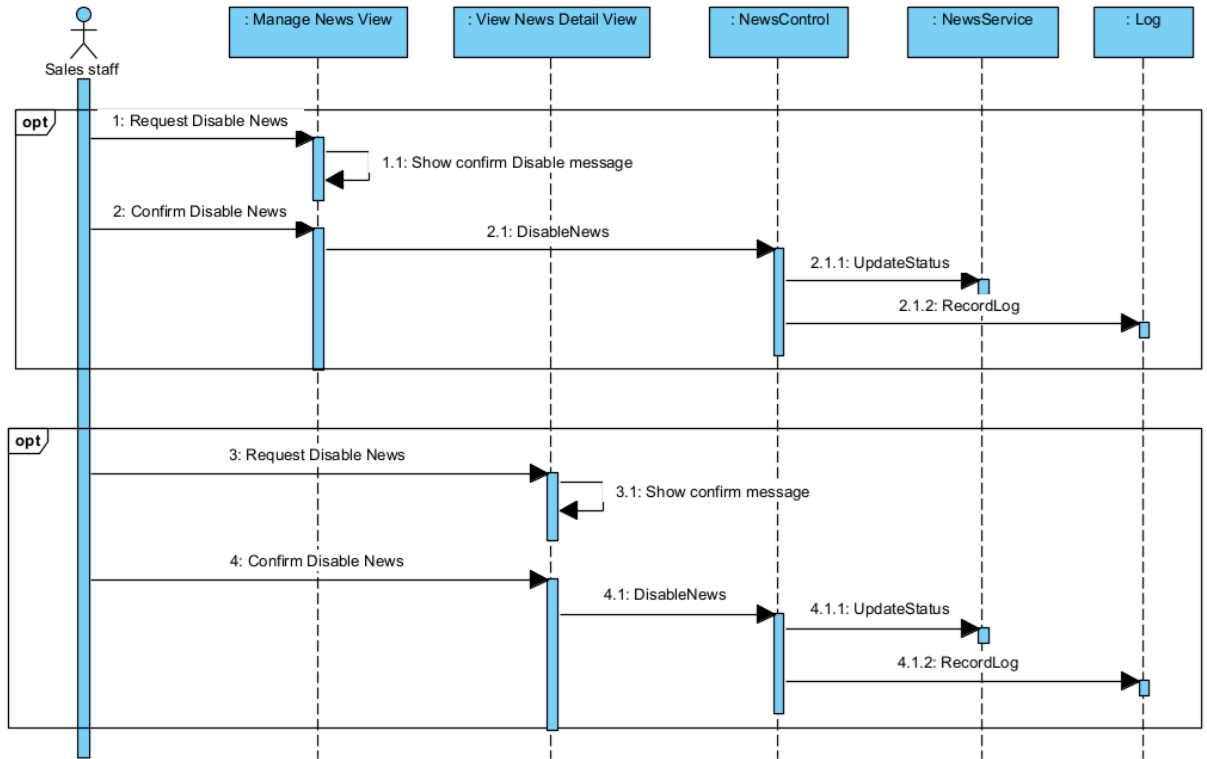 : Manage News View
: View News Detail View
: NewsControl
: NewsService
: Log
Sales staff
opt
1: Request Disable News
1.1: Show confirm Disable message
2: Confirm Disable News
2.1: DisableNews
2.1.1: UpdateStatus
2.1.2: RecordLog
opt
3: Request Disable News
3.1: Show confirm message
4: Confirm Disable News
4.1: DisableNews
4.1.1: UpdateStatus
4.1.2: RecordLog